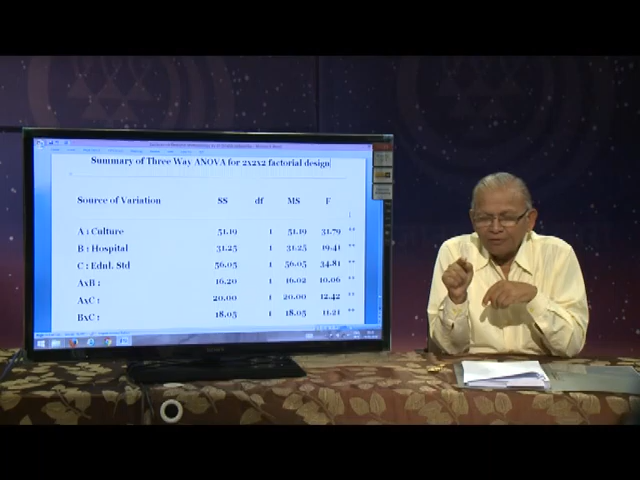 Summary of Three Way ANOVA for 2x2x2 factorial design
Source of Variation SS df MS F
A : Culture 51.19 1 51.19 31.79 **
B : Hospital 31.25 1 31.25 19.41 **
C : Ednl. Std 56.05 1 56.05 34.81 **
AxB : 16.20 1 16.02 10.06 **
AxC : 20.00 1 20.00 12.42 **
BxC : 18.05 1 18.05 11.21 **